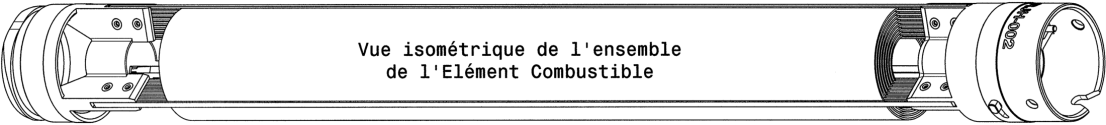 Vue isométrique de l'ensemble
de l'Elément Combustible